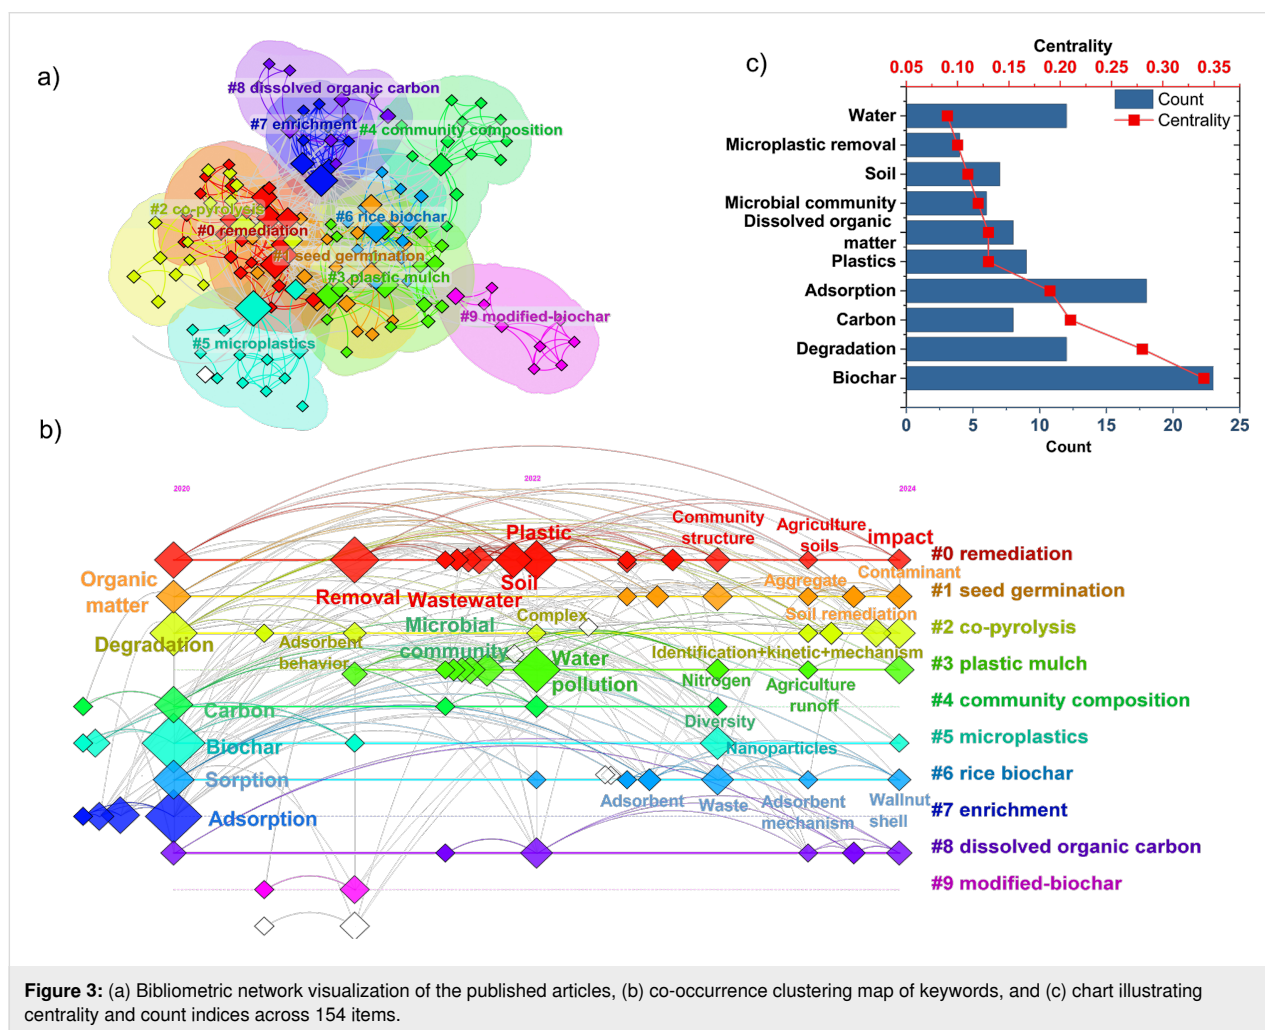 a)
#8 dissolved organic carbon
#7 enrichment
#4 community composition
#2 co-pyrolysis
#0 remediation
#6 rice biochar
#1 seed germination
#3 plastic mulch
#9 modified-biochar
#5 microplastics
c)
Centrality
0.05 0.10 0.15 0.20 0.25 0.30 0.35
Count
Centrality
Water
Microplastic removal
Soil
Microbial community
Dissolved organic
matter
Plastics
Adsorption
Carbon
Degradation
Biochar
0 5 10 15 20 25
Count
b)
2020
2022
2024
Plastic
Community
structure
Agriculture
soils
impact
#0 remediation
Organic
matter
Removal
Wastewater
Soil
Aggregate
Contaminant
#1 seed germination
Soil remediation
Degradation
Adsorbent
behavior
Complex
#2 co-pyrolysis
Microbial
community
Water
pollution
Identification+kinetic+mechanism
#3 plastic mulch
Nitrogen
Agriculture
runoff
Carbon
Diversity
#4 community composition
Biochar
Nanoparticles
#5 microplastics
Sorption
#6 rice biochar
Adsorbent
Waste
Adsorbent
mechanism
Wallnut
shell
Adsorption
#7 enrichment
#8 dissolved organic carbon
#9 modified-biochar
Figure 3: (a) Bibliometric network visualization of the published articles, (b) co-occurrence clustering map of keywords, and (c) chart illustrating
centrality and count indices across 154 items.